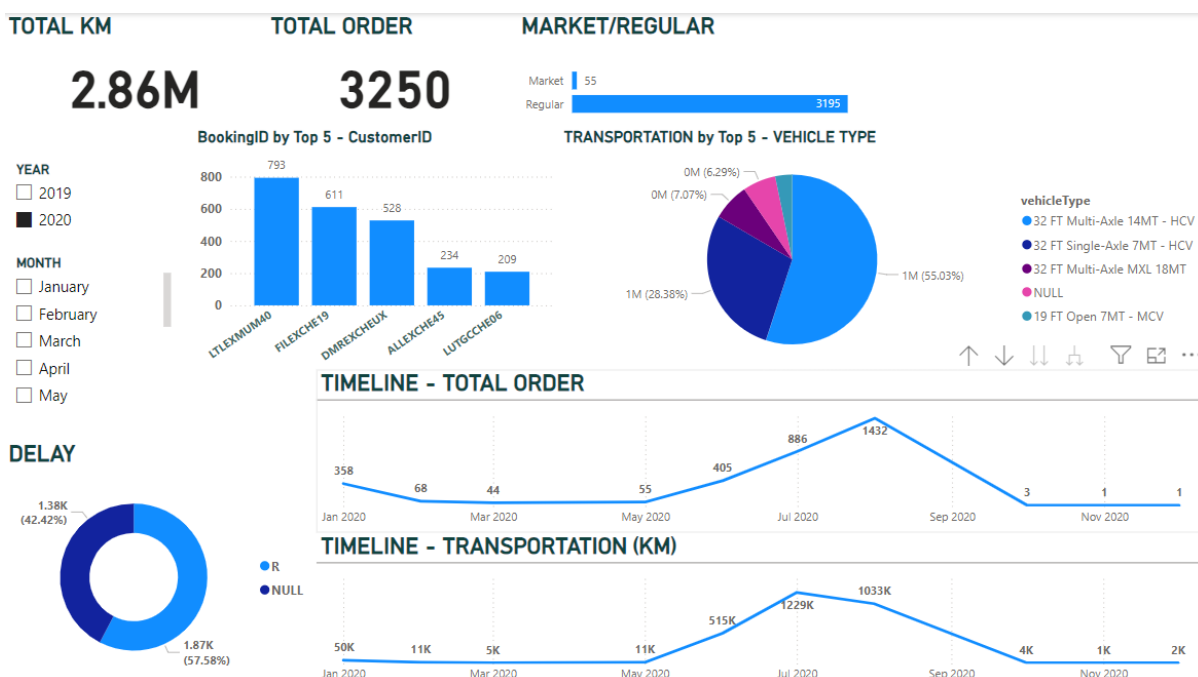 TOTAL KM
TOTAL ORDER
MARKET/REGULAR
2.86M
3250
Market 55
Regular 3195
BookingID by Top 5 - CustomerID
TRANSPORTATION by Top 5 - VEHICLE TYPE
YEAR
2019
2020
MONTH
January
February
March
April
May
800
600
400
200
0
793
611
528
234
209
LTLEXMUM40
FILEXCHE19
DMREXCHEUX
ALLEXCHE45
LUTGCCHE06
0M (6.29%)
0M (7.07%)
1M (28.38%)
1M (55.03%)
vehicleType
32 FT Multi-Axle 14MT - HCV
32 FT Single-Axle 7MT - HCV
32 FT Multi-Axle MXL 18MT
NULL
19 FT Open 7MT - MCV
TIMELINE - TOTAL ORDER
358
68
44
55
405
886
1432
3
1
1
Jan 2020
Mar 2020
May 2020
Jul 2020
Sep 2020
Nov 2020
DELAY
1.38K
(42.42%)
1.87K
(57.58%)
R
NULL
TIMELINE - TRANSPORTATION (KM)
50K
11K
5K
11K
515K
1229K
1033K
4K
1K
2K
Jan 2020
Mar 2020
May 2020
Jul 2020
Sep 2020
Nov 2020